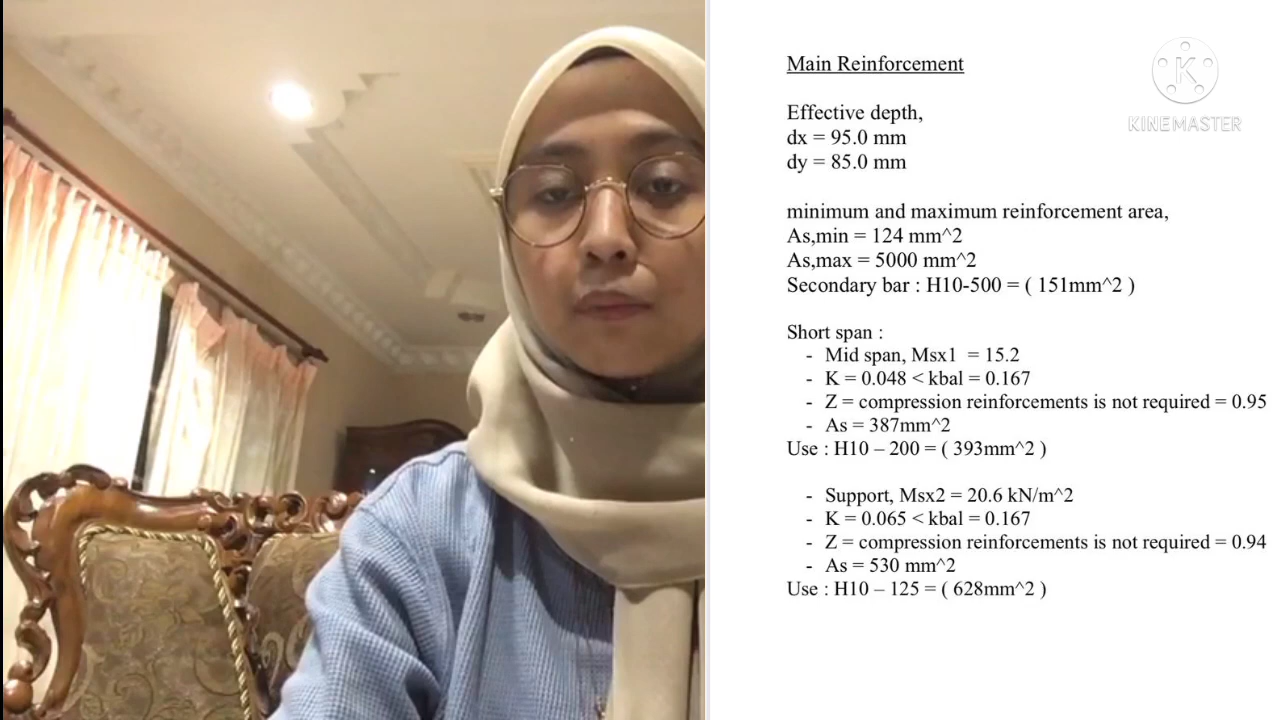 Main Reinforcement
KINEMASTER
Effective depth,
dx = 95.0 mm
dy = 85.0 mm
minimum and maximum reinforcement area,
As,min = 124 mm^2
As,max = 5000 mm^2
Secondary bar : H10-500 = ( 151mm^2 )
Short span :
- Mid span, Msx1 = 15.2
- K = 0.048 < kbal = 0.167
- Z = compression reinforcements is not required = 0.95
- As = 387mm^2
Use : H10 – 200 = ( 393mm^2 )
- Support, Msx2 = 20.6 kN/m^2
- K = 0.065 < kbal = 0.167
- Z = compression reinforcements is not required = 0.94
- As = 530 mm^2
Use : H10 – 125 = ( 628mm^2 )